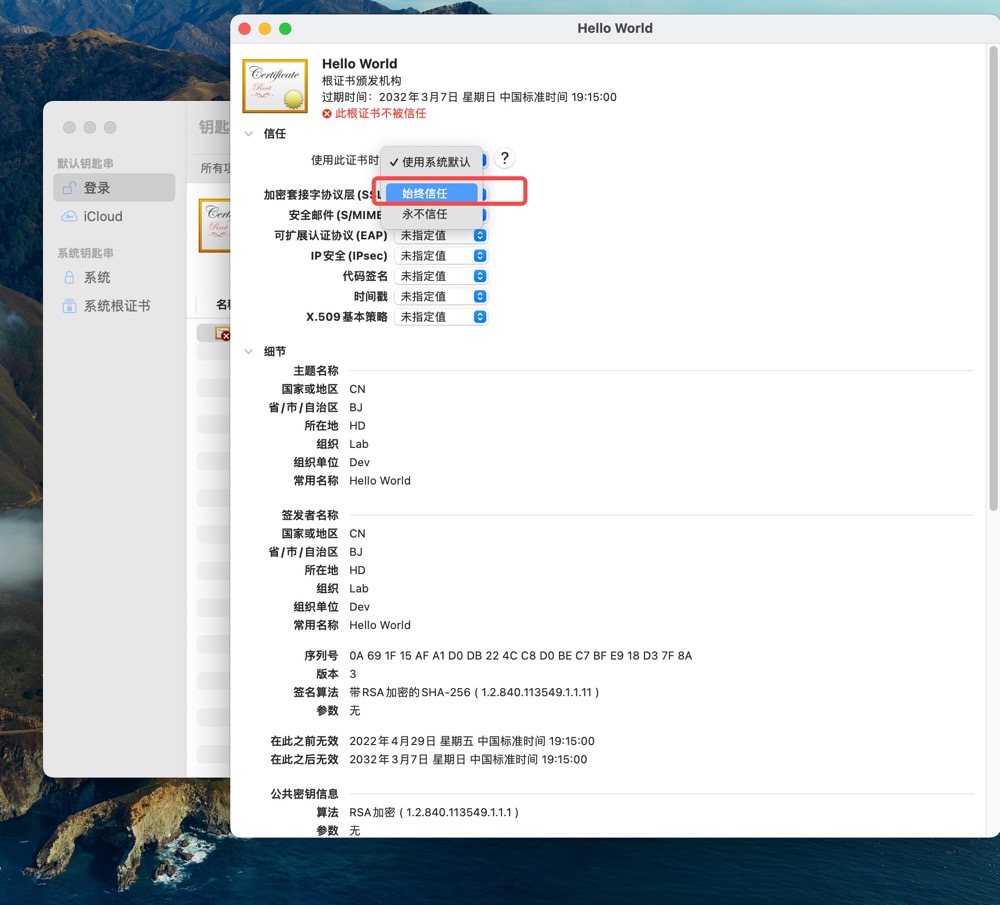 Hello World
Hello World
根证书颁发机构
过期时间：2032年3月7日 星期日 中国标准时间 19:15:00
此根证书不被信任
信任
使用此证书时
使用系统默认
?
始终信任
永不信任
加密套接字协议层 (SSL
安全邮件 (S/MIME
可扩展认证协议 (EAP) 未指定值
IP安全 (IPsec) 未指定值
代码签名 未指定值
时间戳 未指定值
X.509基本策略 未指定值
细节
主题名称
国家或地区 CN
省/市/自治区 BJ
所在地 HD
组织 Lab
组织单位 Dev
常用名称 Hello World
签发者名称
国家或地区 CN
省/市/自治区 BJ
所在地 HD
组织 Lab
组织单位 Dev
常用名称 Hello World
序列号 0A 69 1F 15 AF A1 D0 DB 22 4C C8 D0 BE C7 BF E9 18 D3 7F 8A
版本 3
签名算法 带RSA加密的SHA-256 ( 1.2.840.113549.1.1.11 )
参数 无
在此之前无效 2022年4月29日 星期五 中国标准时间 19:15:00
在此之后无效 2032年3月7日 星期日 中国标准时间 19:15:00
公共密钥信息
算法 RSA加密 ( 1.2.840.113549.1.1.1 )
参数 无
钥匙
所有项
默认钥匙串
登录
iCloud
系统钥匙串
系统
系统根证书
名称
Certificate
Root